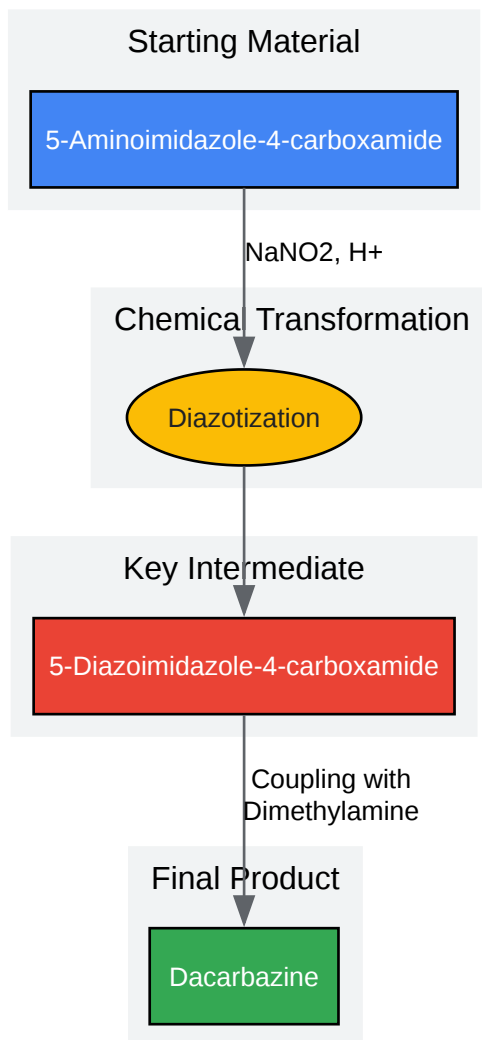 Starting Material
5-Aminoimidazole-4-carboxamide
NaNO2, H+
Chemical Transformation
Diazotization
Key Intermediate
5-Diazoimidazole-4-carboxamide
Coupling with
Dimethylamine
Final Product
Dacarbazine